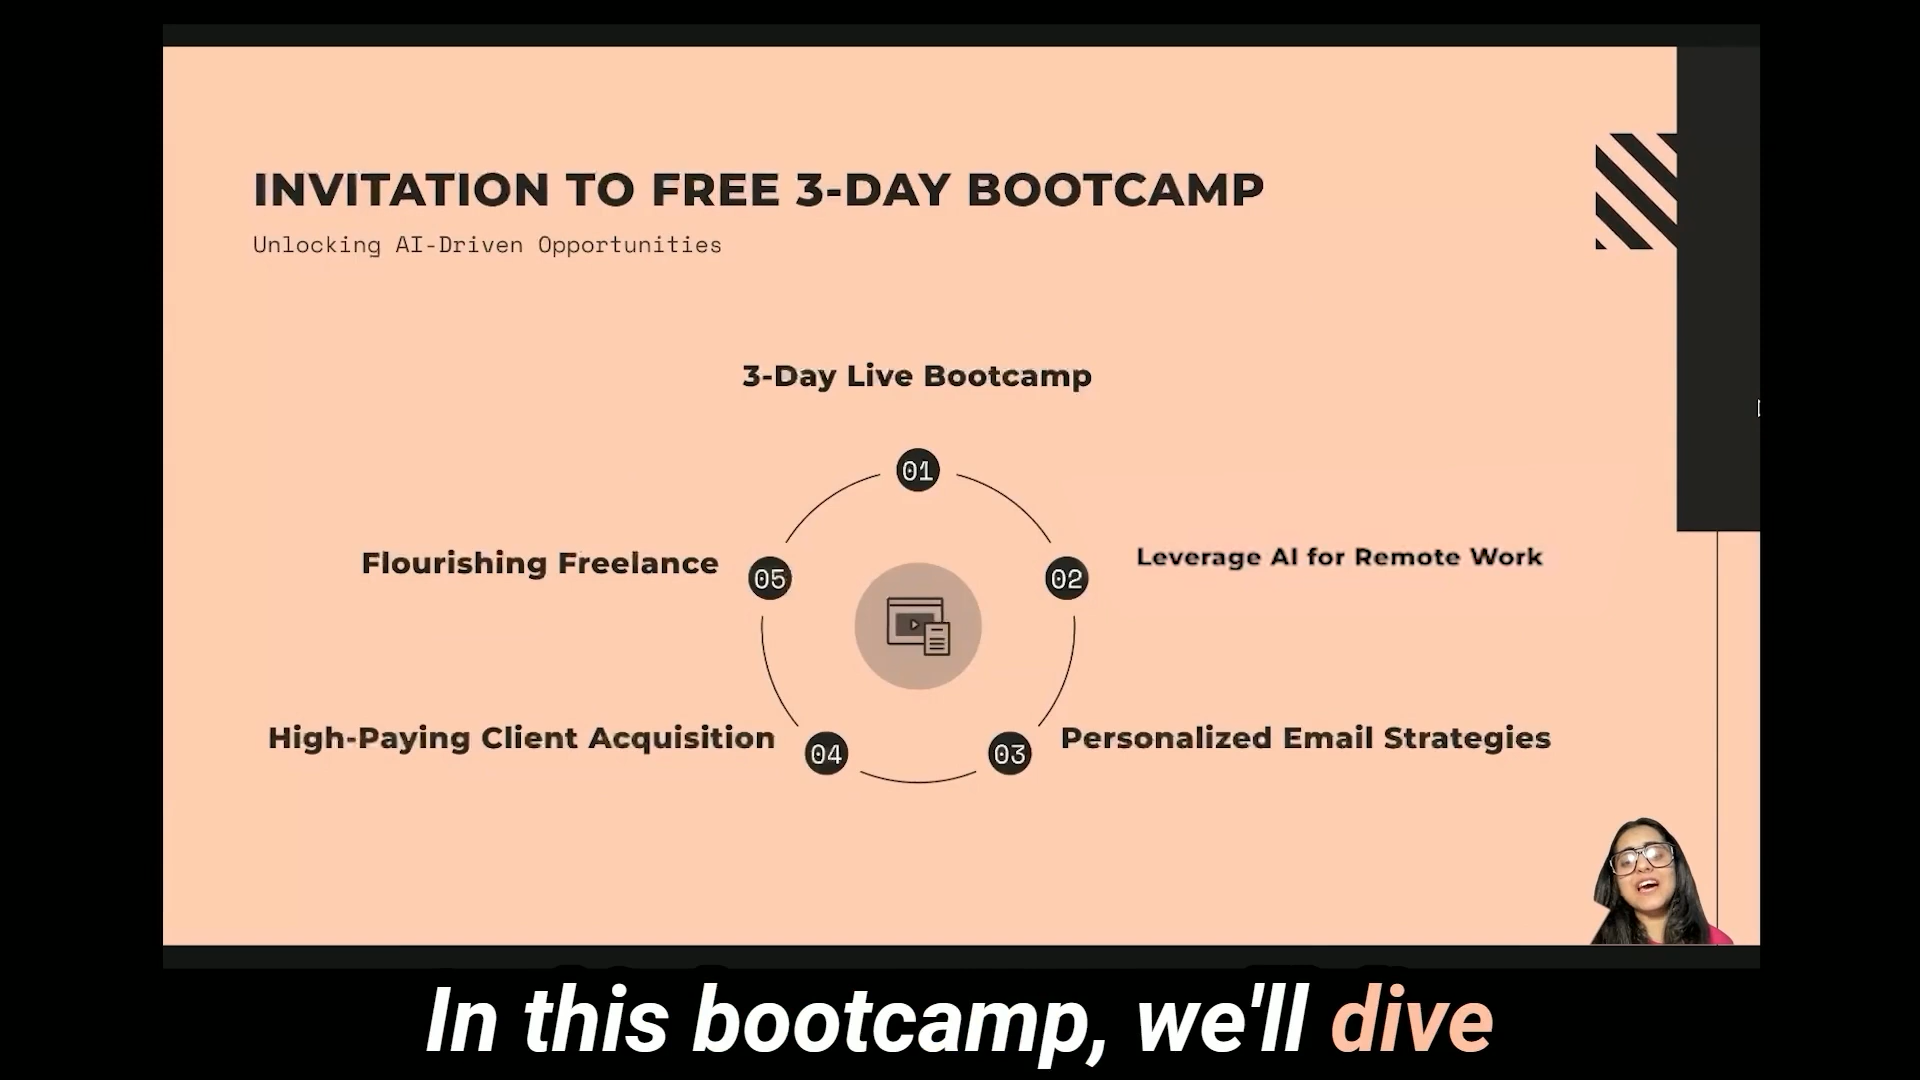 INVITATION TO FREE 3-DAY BOOTCAMP
Unlocking AI-Driven Opportunities
3-Day Live Bootcamp
01
Flourishing Freelance
05
02
Leverage AI for Remote Work
High-Paying Client Acquisition
04
03
Personalized Email Strategies
In this bootcamp, we'll dive